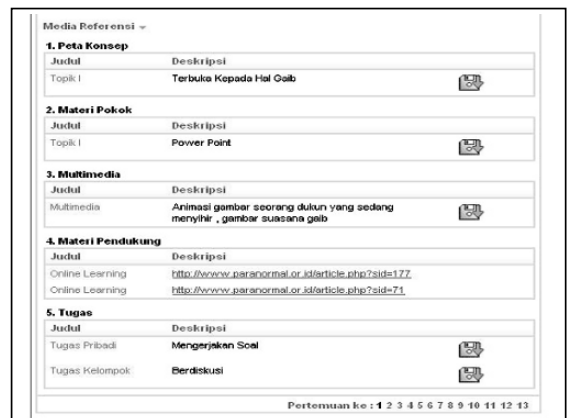 Media Referensi
1. Peta Konsep
Judul Deskripsi
Topik I Terbuka Kepada Hal Gaib
2. Materi Pokok
Judul Deskripsi
Topik I Power Point
3. Multimedia
Judul Deskripsi
Multimedia Animasi gambar seorang dukun yang sedang
menyihir , gambar suasana gaib
4. Materi Pendukung
Judul Deskripsi
Online Learning http://www.paranormal.or.id/article.php?sid=177
Online Learning http://www.paranormal.or.id/article.php?sid=71
5. Tugas
Judul Deskripsi
Tugas Pribadi Mengerjakan Soal
Tugas Kelompok Berdiskusi
Pertemuan ke : 1 2 3 4 5 6 7 8 9 10 11 12 13